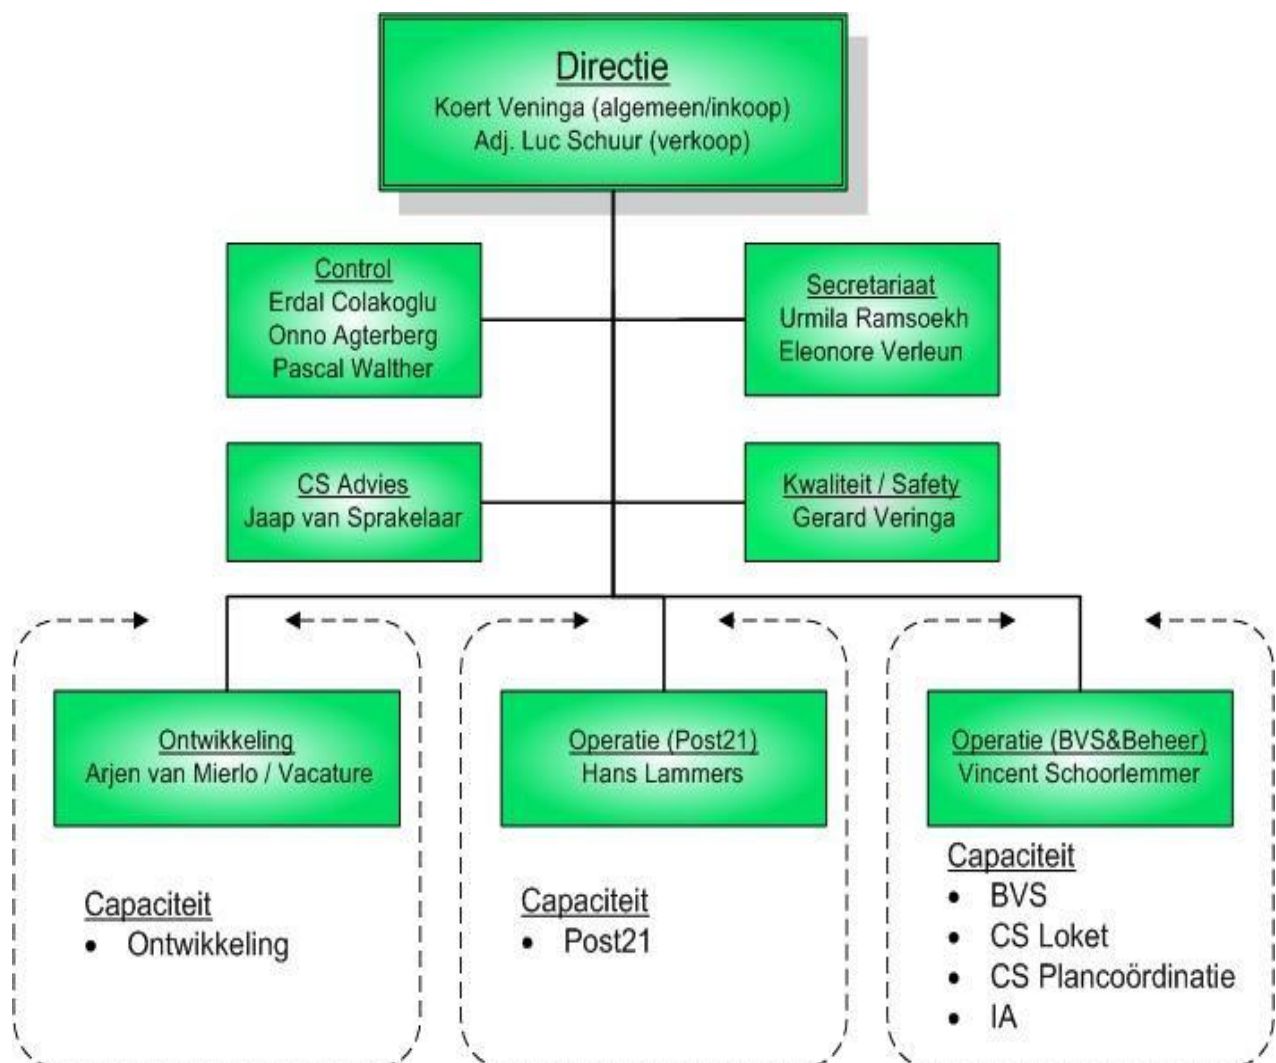 Directie
Koert Veninga (algemeen/inkoop)
Adj. Luc Schuur (verkoop)
Control
Erdal Colakoglu
Onno Agterberg
Pascal Walther
Secretariaat
Urmila Ramsoekh
Eleonore Verleun
CS Advies
Jaap van Sprakelaar
Kwaliteit / Safety
Gerard Veringa
Ontwikkeling
Arjen van Mierlo / Vacature
Operatie (Post21)
Hans Lammers
Operatie (BVS&Beheer)
Vincent Schoorlemmer
Capaciteit
• Ontwikkeling
Capaciteit
• Post21
Capaciteit
• BVS
• CS Loket
• CS Plancoördinatie
• IA